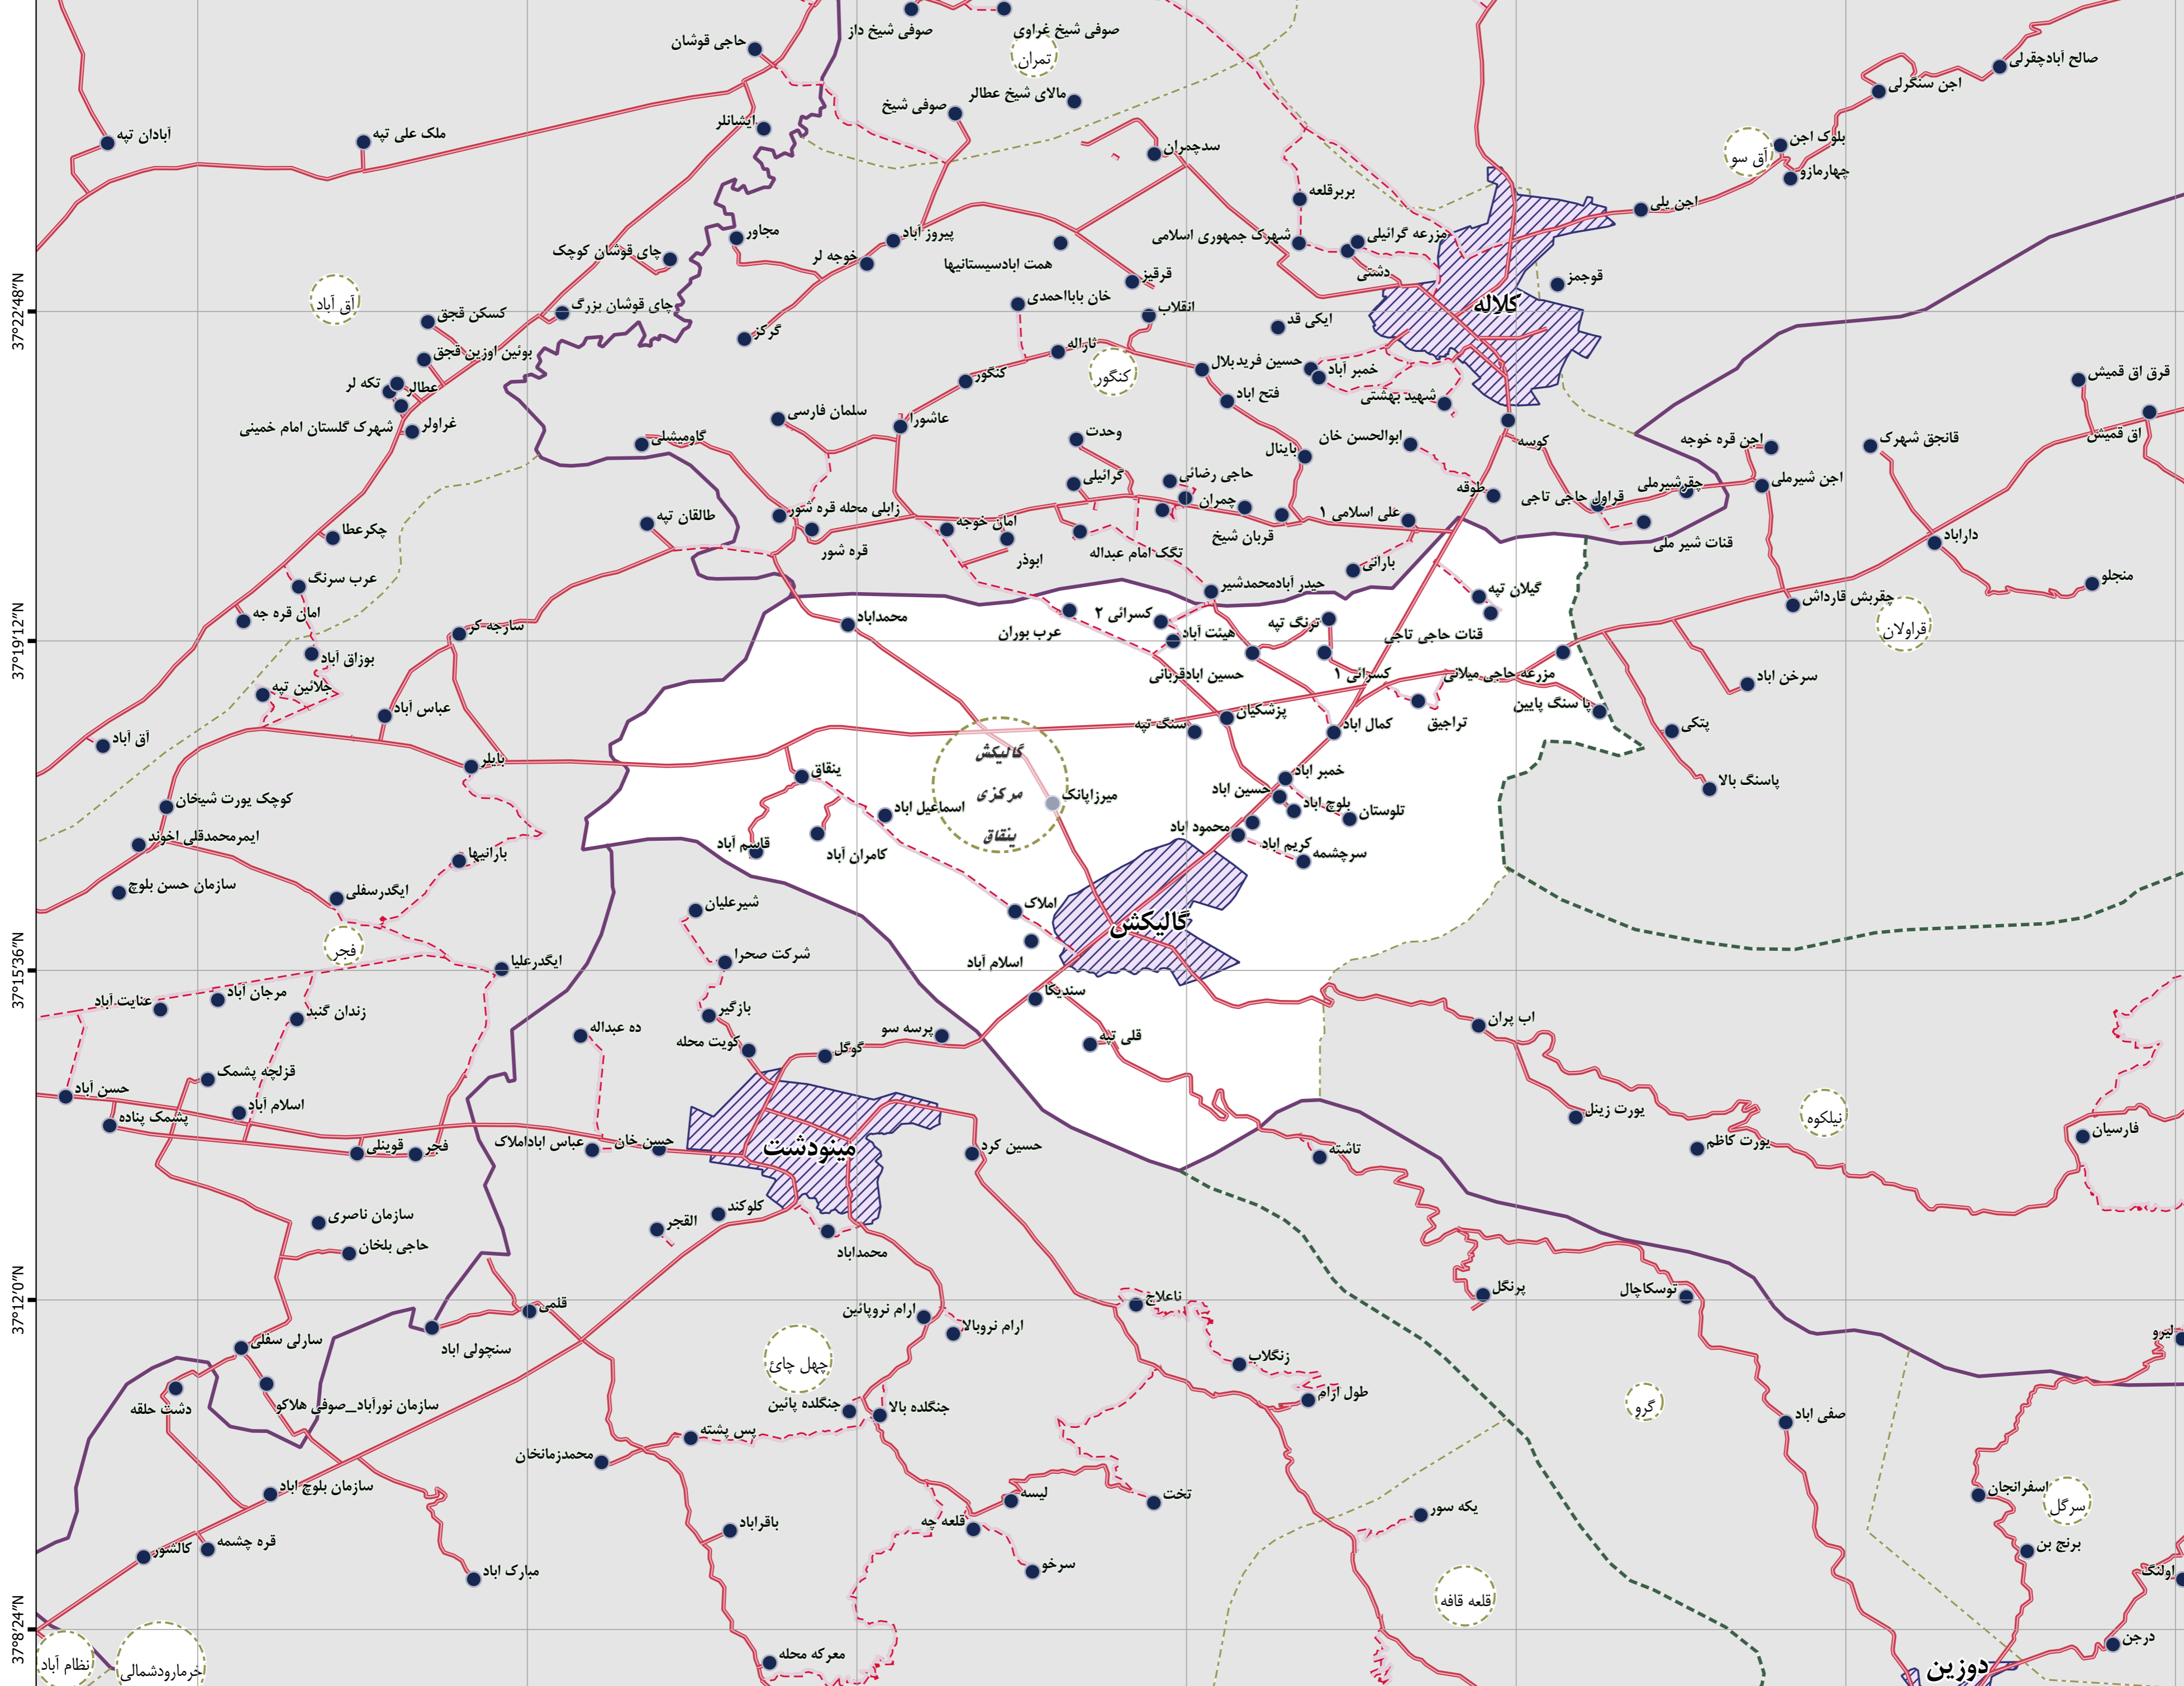 صوفی شیخ داز
صوفی شیخ غراوی
حاجی قوشان
تمران
صالح آبادچقرلی
اجن سنگرلی
مالای شیخ عطالر
صوفی شیخ
ایشانلر
ملک علی تپه
آبادان تپه
سدچمران
بلوک اجن
آق سو
چهارمازو
بربرقلعه
اجن یلی
مجاور
پیروز آباد
شهرک جمهوری اسلامی
مزرعه گرائیلی
چای قوشان کوچک
خوجه لر
همت ابادسیستانیها
قرقیز
دشتی
قوجمز
آق آباد
37°22'48"N
کسکن قجق
چای قوشان بزرگ
خان بابااحمدی
انقلاب
کلاله
گرکز
ایکی قد
بوئین اوزین قجق
ثاراله
کنگور
حسین فریدبلال
خمبر آباد
تکه لر
عطالر
کنگور
قرق اق قمیش
فتح اباد
شهید بهشتی
شهرک گلستان امام خمینی
غراولر
سلمان فارسی
عاشورا
گاومیشلی
وحدت
باینال
ابوالحسن خان
کوسه
اجن قره خوجه
قانجق شهرک
اق قمیش
گرائیلی
حاجی رضائی
چمران
طوقه
قراول حاجی تاجی
چقرشیرملی
اجن شیرملی
طالقان تپه
زابلی محله قره شور
قره شور
امان خوجه
ابوذر
تگک امام عبداله
قربان شیخ
علی اسلامی ۱
قنات شیر ملی
داراباد
چکرعطا
باراتی
عرب سرنگ
حیدر آبادمحمدشیر
گیلان تپه
منجلو
چقربش قارداش
امان قره جه
سارجه کر
محمداباد
عرب بوران
کسرائی ۲
هیئت آباد
ترنگ تپه
قنات حاجی تاجی
قراولان
37°19'12"N
بوزاق آباد
حسین ابادقربانی
کسرائی ۱
مزرعه حاجی میلانی
سرخن اباد
جلائین تپه
عباس آباد
سنگ تپه
پزشکیان
کمال اباد
تراجیق
پا سنگ پایین
پتکی
آق آباد
بایلر
ینقاق
گالیکش
مرکزی
ینقاق
میرزاپانک
خمبر اباد
حسین اباد
بلوچ اباد
تلوستان
پاسنگ بالا
کوچک یورت شیخان
اسماعیل اباد
محمود اباد
کریم اباد
سرچشمه
ایمرمحمدقلی اخوند
بارانیها
قاسم آباد
کامران آباد
سازمان حسن بلوچ
ایگدرسفلی
شیرعلیان
املاک
گالیکش
فجر
ایگدرعلیا
شرکت صحرا
اسلام آباد
37°15'36"N
عنایت آباد
مرجان آباد
زندان گنبد
بازگیر
سندیکا
ده عبداله
کویت محله
گوگل
پرسه سو
قلی تپه
اب پران
قزلچه پشمک
حسن آباد
اسلام آباد
پشمک پناده
قوینلی
فجر
عباس اباداملاک
حسن خان
مینودشت
حسین کرد
تاشته
یورت زینل
نیلکوه
یورت کاظم
فارسیان
سازمان ناصری
حاجی بلخان
القجر
کلوکند
محمداباد
37°12'0"N
قلمی
سنچولی اباد
ارام نروپائین
ارام نروبالا
ناعلاج
پرنگل
توسکاچال
لیرو
سارلی سفلی
چهل چائ
زنگلاب
طول ارام
دشت حلقه
سازمان نورآباد_صوفی هلاکو
جنگلده پائین
جنگلده بالا
گرو
صفی اباد
پس پشته
محمدزمانخان
سازمان بلوچ اباد
لیسه
تخت
یکه سور
اسفرانجان
سرگل
باقراباد
قلعه چه
کالشور
قره چشمه
مبارک اباد
سرخو
برنج بن
اولنگ
قلعه قافه
37°8'24"N
نظام آباد
خرمارودشمالی
معرکه محله
درجن
دوزین